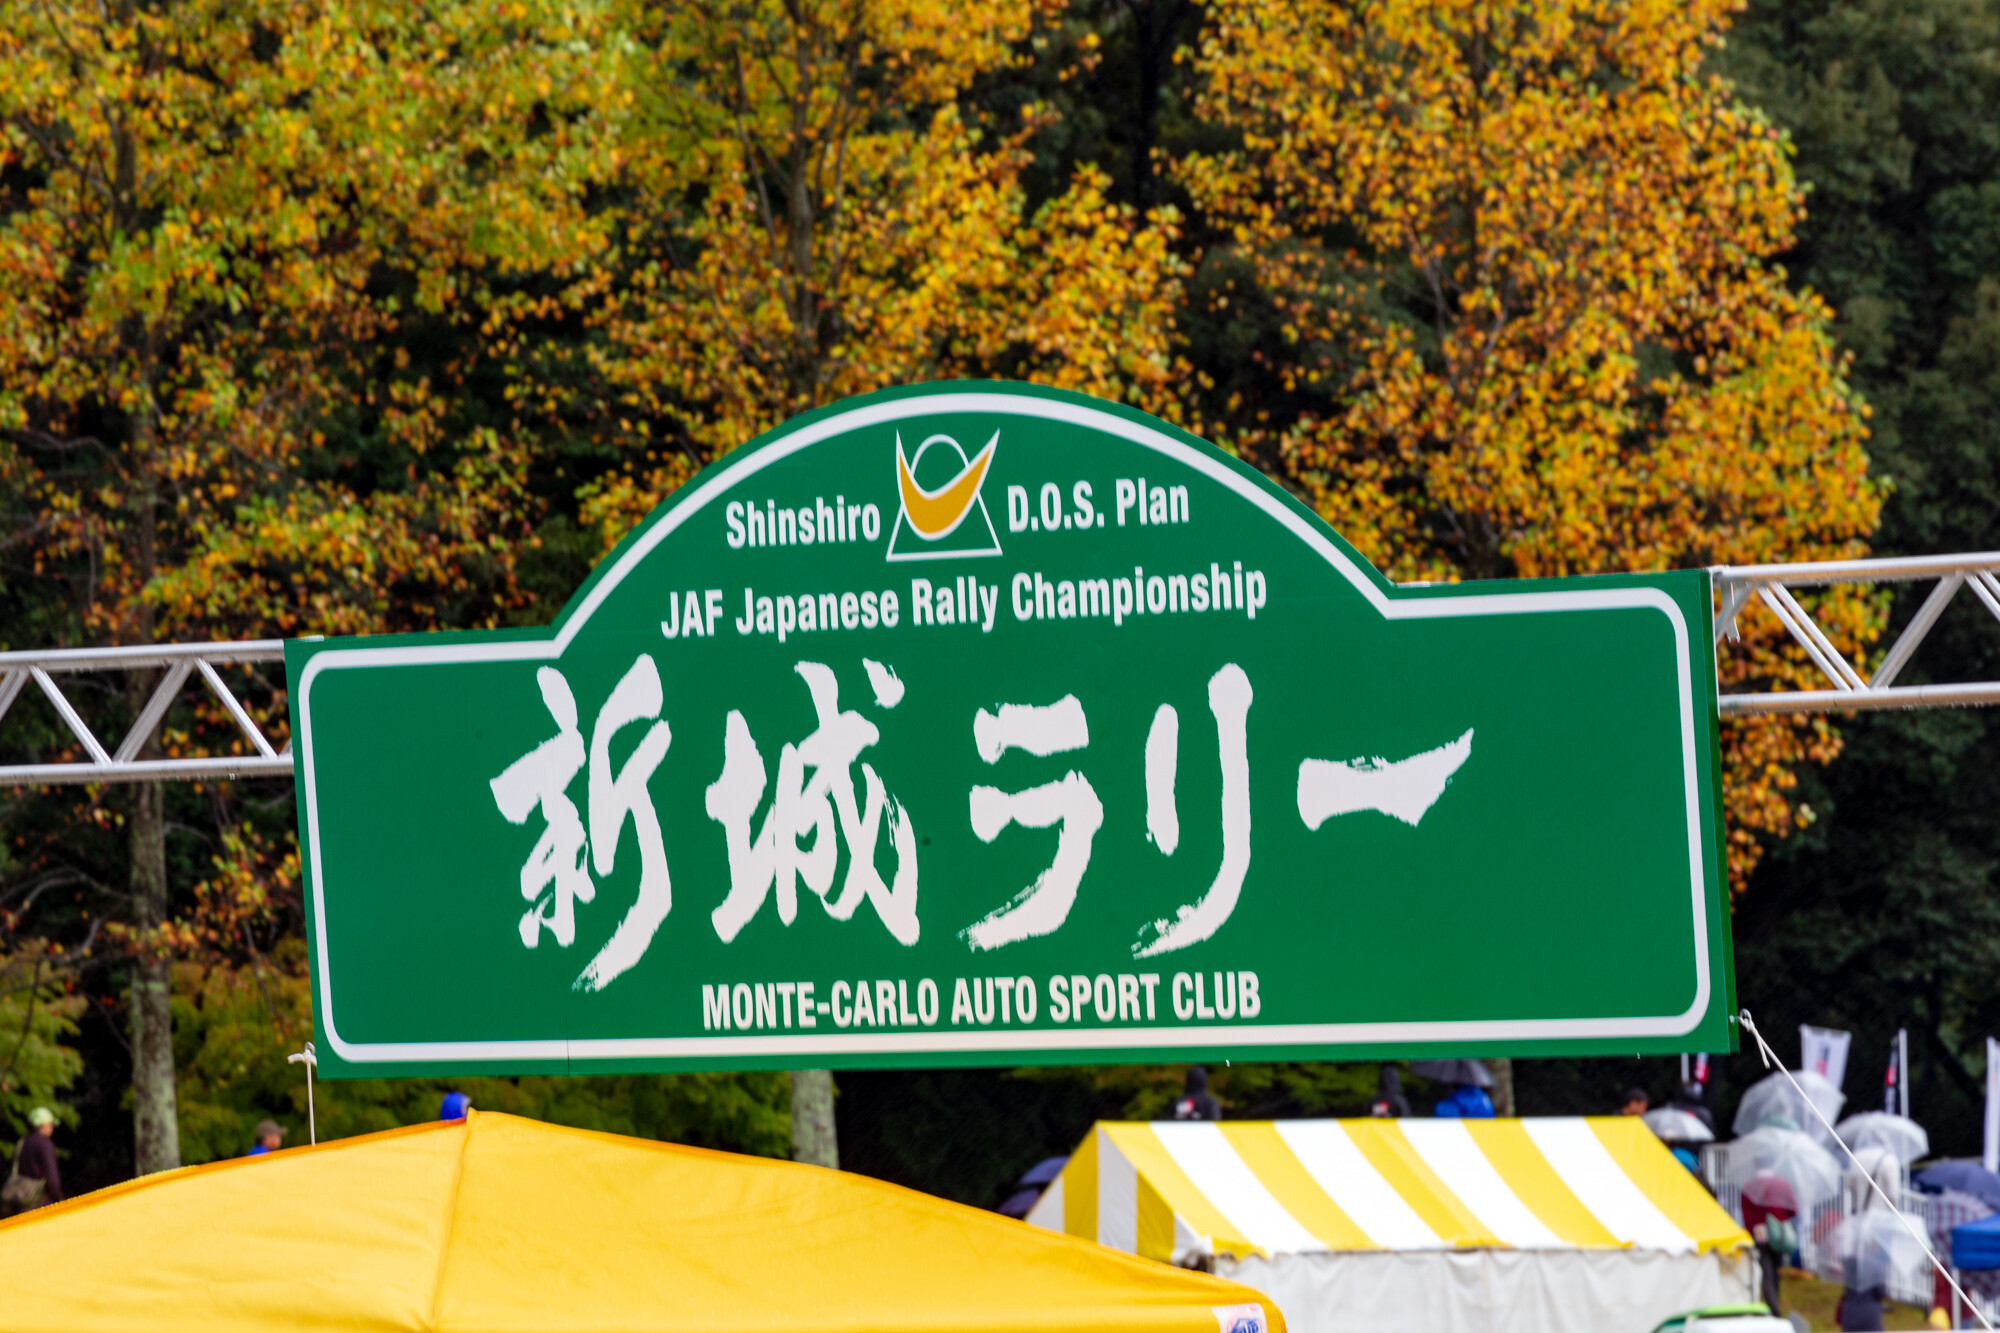 Shinshiro D.O.S. Plan
JAF Japanese Rally Championship
新城ラリー
MONTE-CARLO AUTO SPORT CLUB